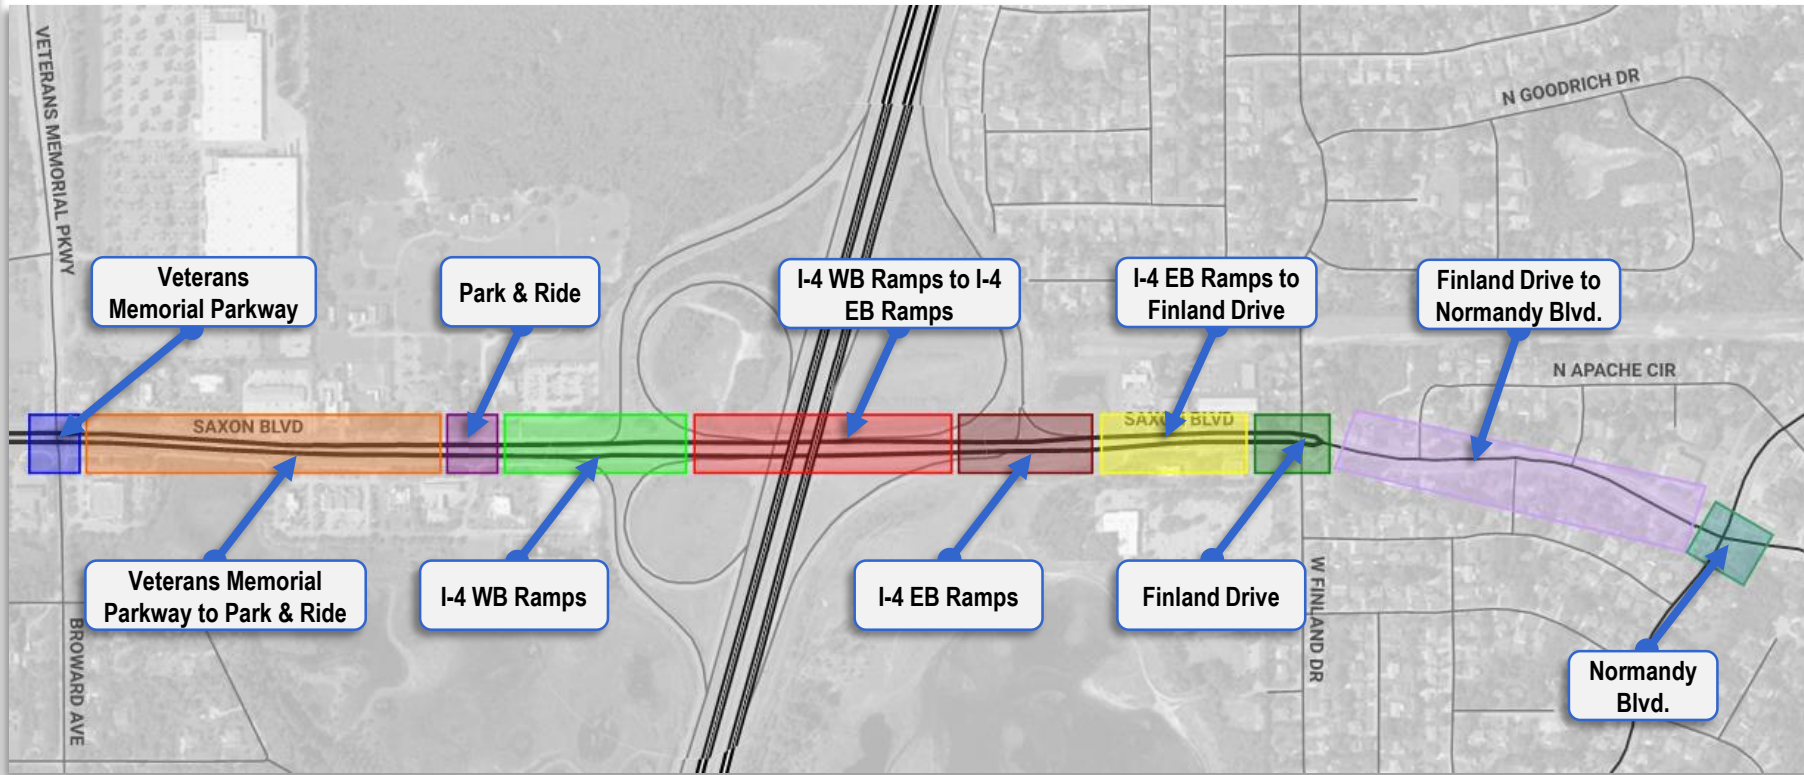 VETERANS MEMORIAL PKWY
N GOODRICH DR
Veterans
Memorial Parkway
Park & Ride
I-4 WB Ramps to I-4
EB Ramps
I-4 EB Ramps to
Finland Drive
Finland Drive to
Normandy Blvd.
N APACHE CIR
SAXON BLVD
SAXON BLVD
Veterans Memorial
Parkway to Park & Ride
I-4 WB Ramps
I-4 EB Ramps
Finland Drive
W FINLAND DR
BROWARD AVE
Normandy
Blvd.